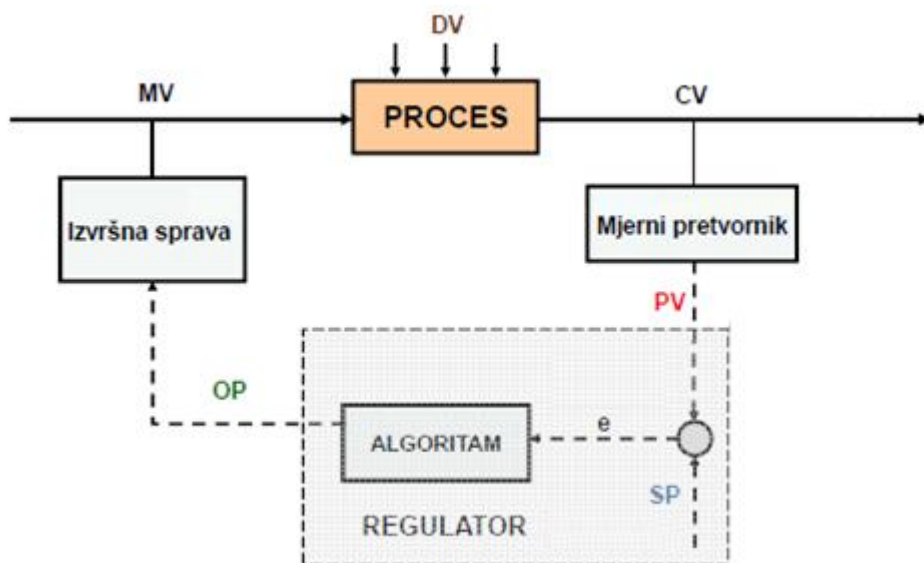 DV
MV
PROCES
CV
Izvršna sprava
Mjerni pretvornik
PV
OP
ALGORITAM
e
SP
REGULATOR